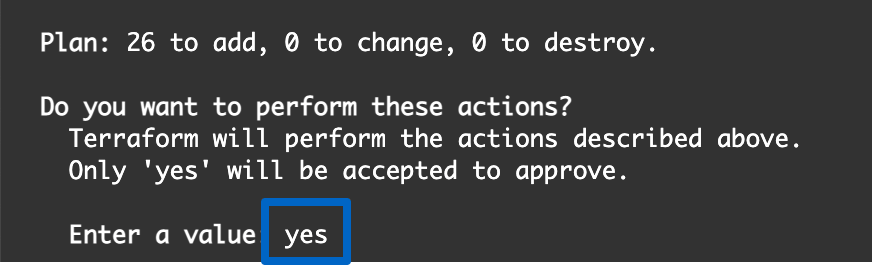 Plan: 26 to add, 0 to change, 0 to destroy.
Do you want to perform these actions?
Terraform will perform the actions described above.
Only 'yes' will be accepted to approve.
Enter a value: yes